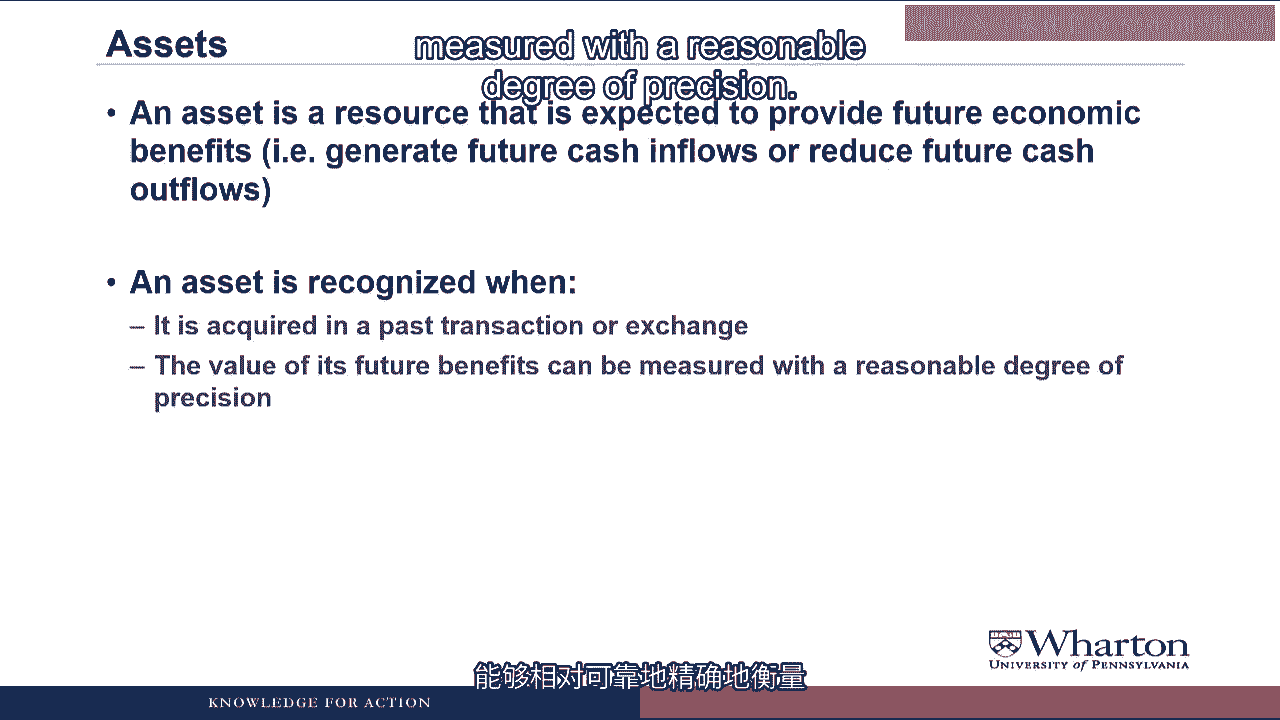 Assets
measured with a reasonable
degree of precision.
• An asset is a resource that is expected to provide future economic
benefits (i.e. generate future cash inflows or reduce future cash
outflows)
• An asset is recognized when:
– It is acquired in a past transaction or exchange
– The value of its future benefits can be measured with a reasonable degree of
precision
Wharton
UNIVERSITY of PENNSYLVANIA
能够相对可靠地精确地衡量
KNOWLEDGE FOR ACTION